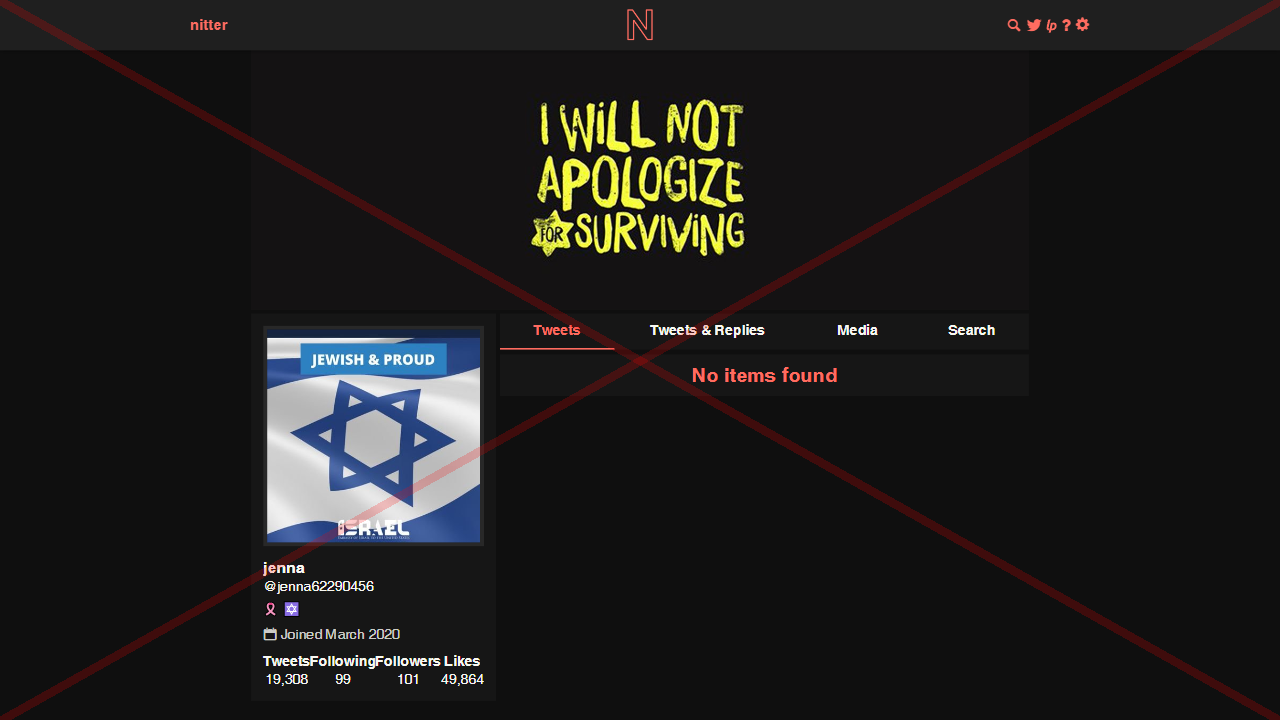 nitter
N
lp ?
I WiLL NOT
APOLOGIZE
FOR SURVIViNG
JEWISH & PROUD
ISRAEL
Tweets Tweets & Replies Media Search
No items found
jenna
@jenna62290456
Joined March 2020
Tweets Following Followers Likes
19,308 99 101 49,864